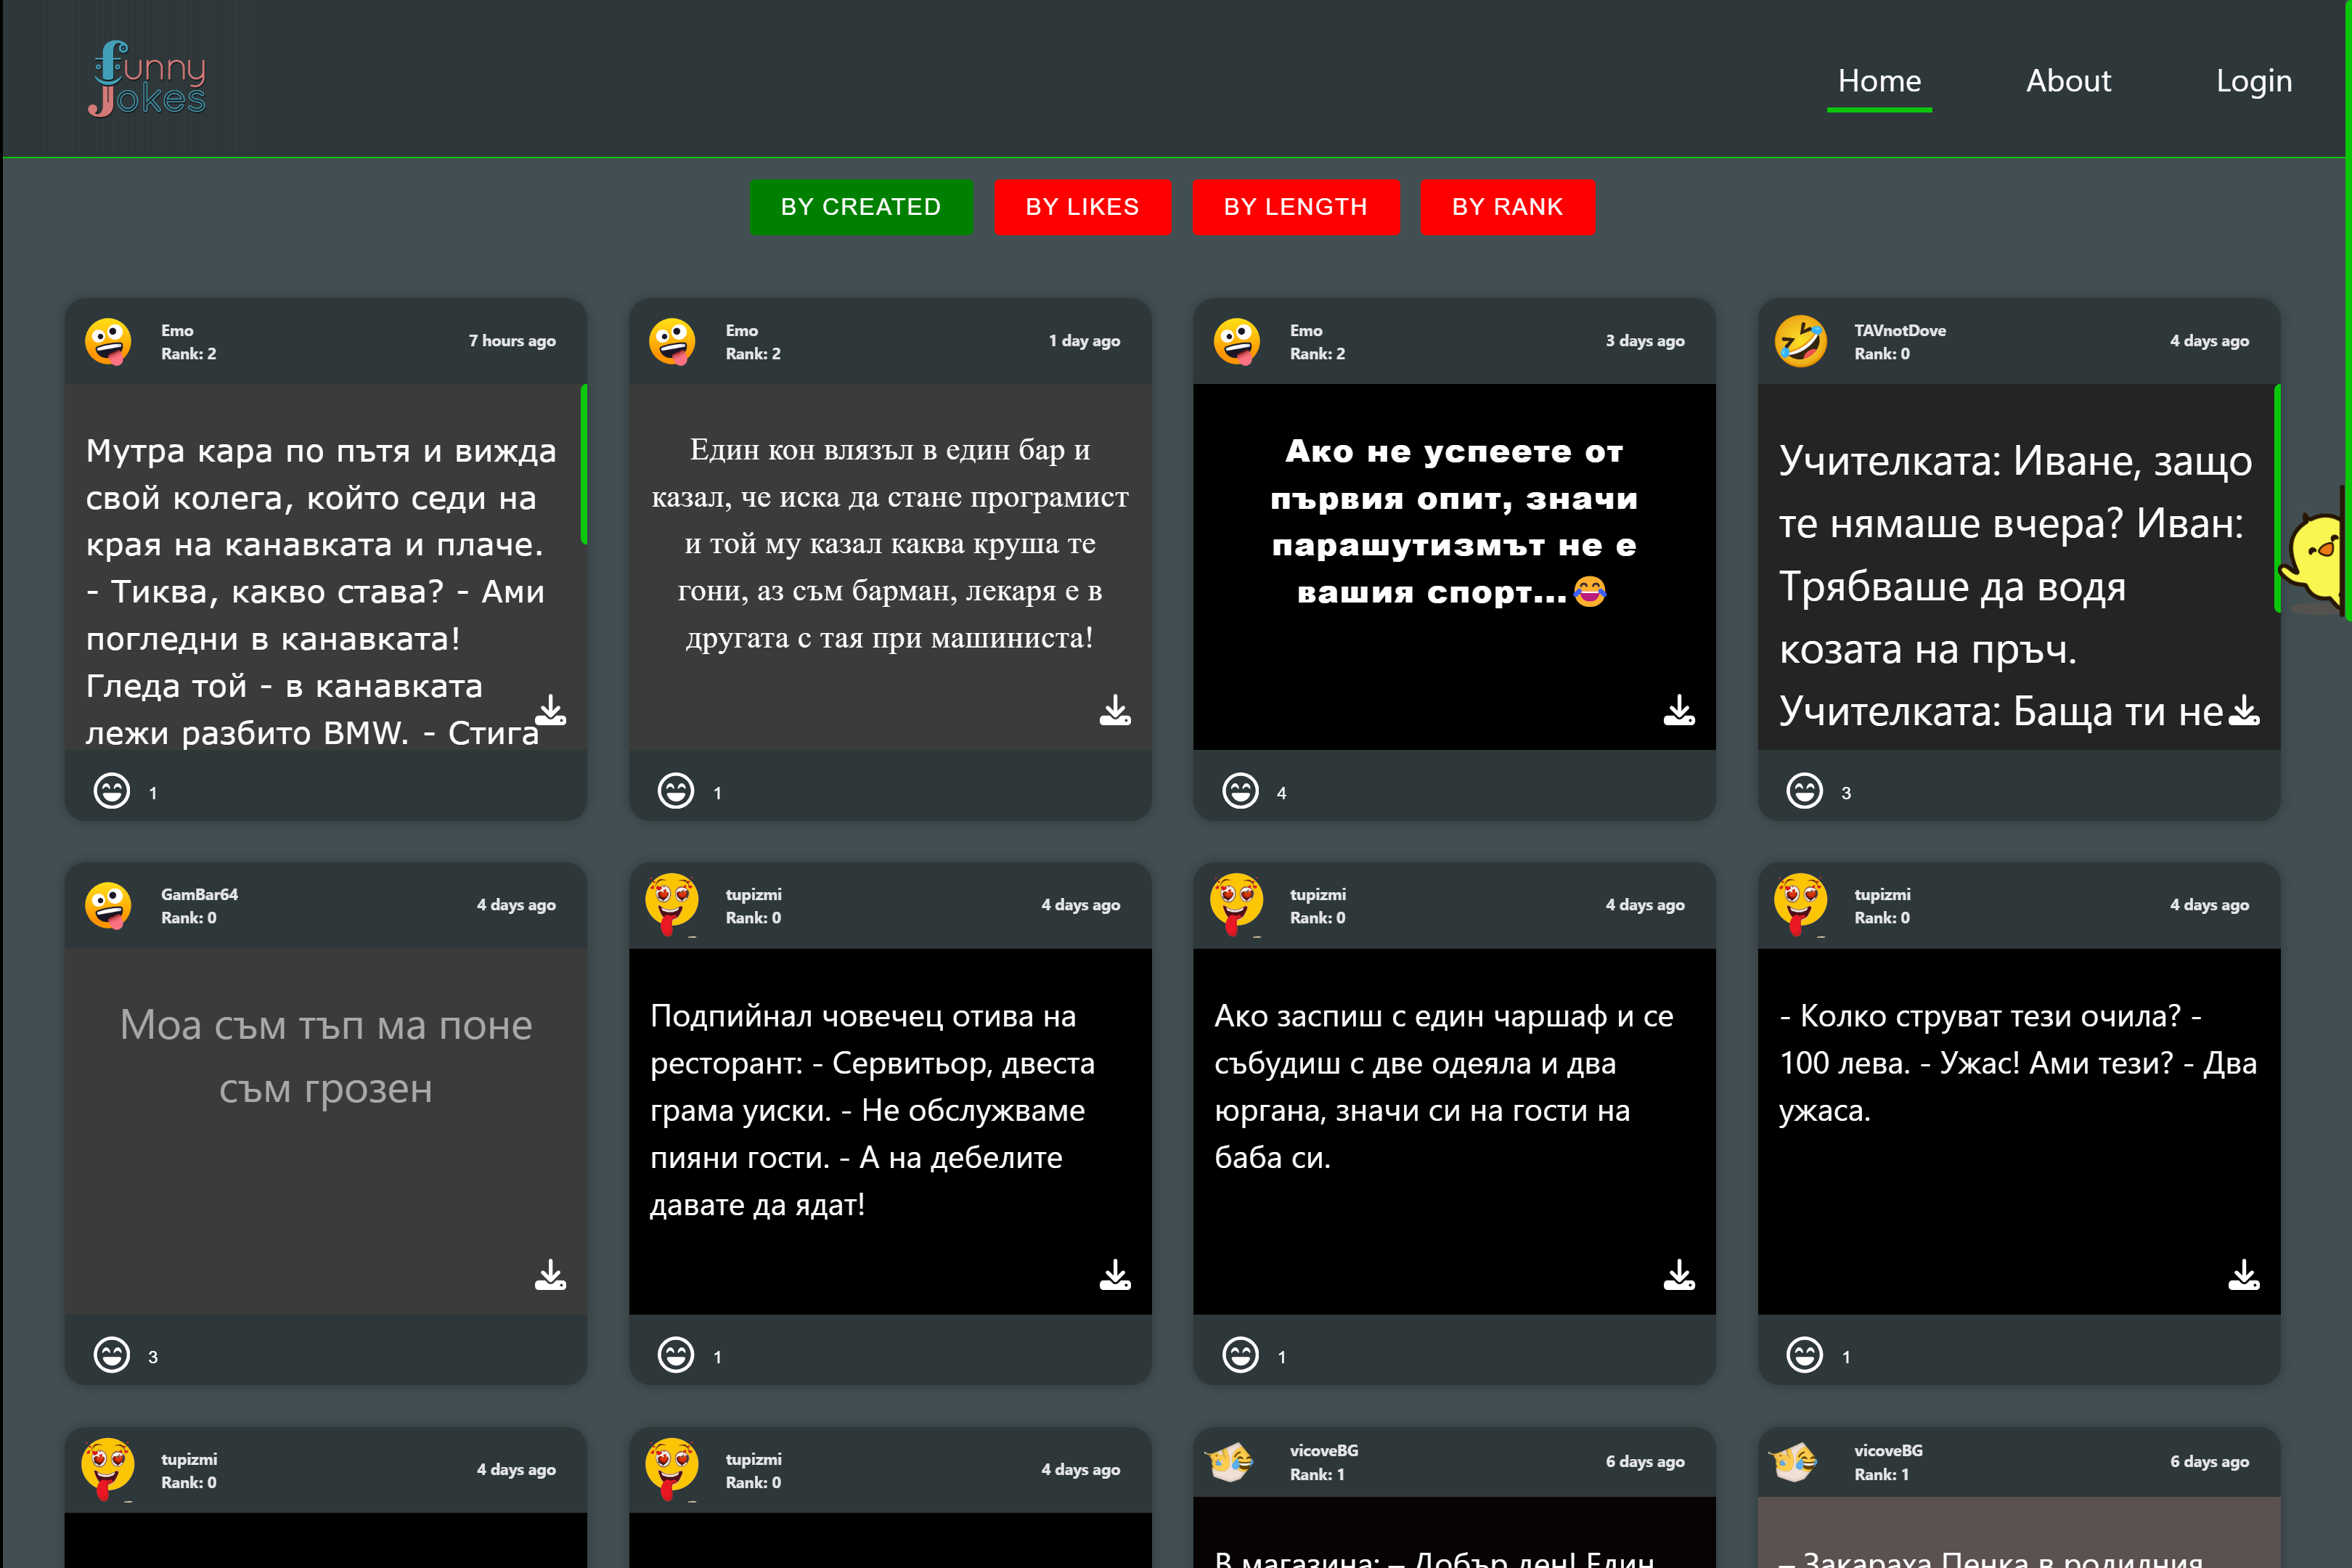 funny
Jokes
Home
About
Login
BY CREATED
BY LIKES
BY LENGTH
BY RANK
Emo
Rank: 2
7 hours ago
Мутра кара по пътя и вижда
свой колега, който седи на
края на канавката и плаче.
- Тиква, какво става? - Ами
погледни в канавката!
Гледа той - в канавката
лежи разбито BMW. - Стига
1
Emo
Rank: 2
1 day ago
Един кон влязъл в един бар и
казал, че иска да стане програмист
и той му казал каква круша те
гони, аз съм барман, лекаря е в
другата с тая при машиниста!
1
Emo
Rank: 2
3 days ago
Ако не успеете от
първия опит, значи
парашутизмът не е
вашия спорт...😂
4
TAVnotDove
Rank: 0
4 days ago
Учителката: Иване, защо
те нямаше вчера? Иван:
Трябваше да водя
козата на пръч.
Учителката: Баща ти не
3
GamBar64
Rank: 0
4 days ago
Моа съм тъп ма поне
съм грозен
3
tupizmi
Rank: 0
4 days ago
Подпийнал човечец отива на
ресторант: - Сервитьор, двеста
грама уиски. - Не обслужваме
пияни гости. - А на дебелите
давате да ядат!
1
tupizmi
Rank: 0
4 days ago
Ако заспиш с един чаршаф и се
събудиш с две одеяла и два
юргана, значи си на гости на
баба си.
1
tupizmi
Rank: 0
4 days ago
- Колко струват тези очила? -
100 лева. - Ужас! Ами тези? - Два
ужаса.
1
tupizmi
Rank: 0
4 days ago
tupizmi
Rank: 0
4 days ago
vicoveBG
Rank: 1
6 days ago
В магазина: – Добър ден! Един
vicoveBG
Rank: 1
6 days ago
– Закараха Пенка в родилния